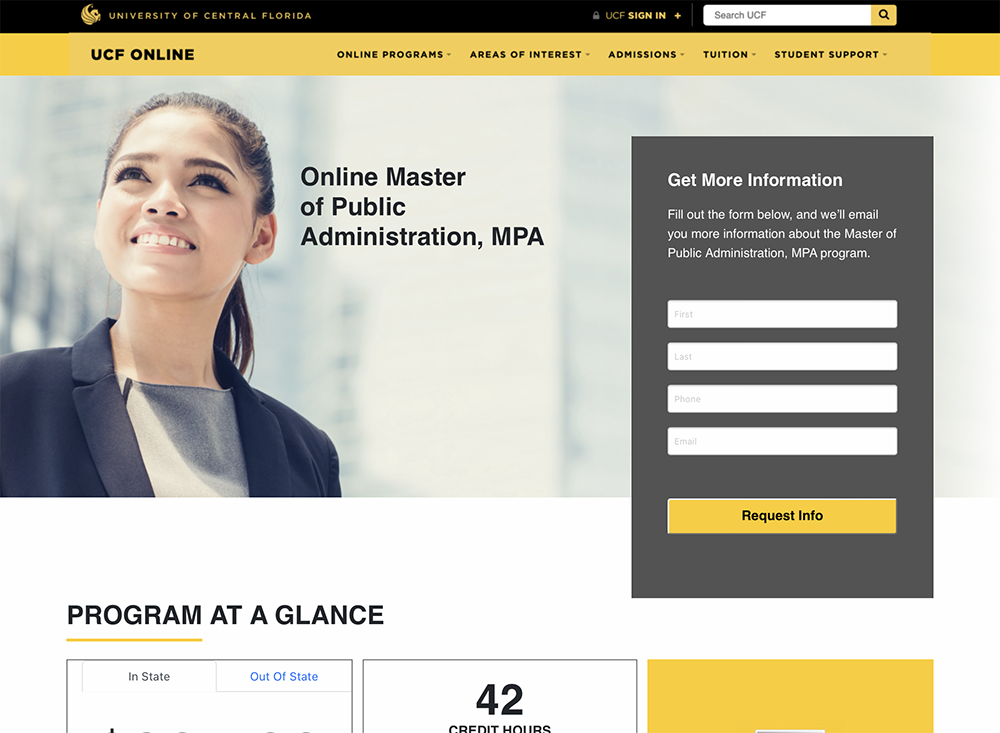 UNIVERSITY OF CENTRAL FLORIDA
UCF SIGN IN +
Search UCF
UCF ONLINE
ONLINE PROGRAMS
AREAS OF INTEREST
ADMISSIONS
TUITION
STUDENT SUPPORT
Online Master
of Public
Administration, MPA
Get More Information
Fill out the form below, and we’ll email
you more information about the Master of
Public Administration, MPA program.
First
Last
Phone
Email
Request Info
PROGRAM AT A GLANCE
In State
Out Of State
42
CREDIT HOURS